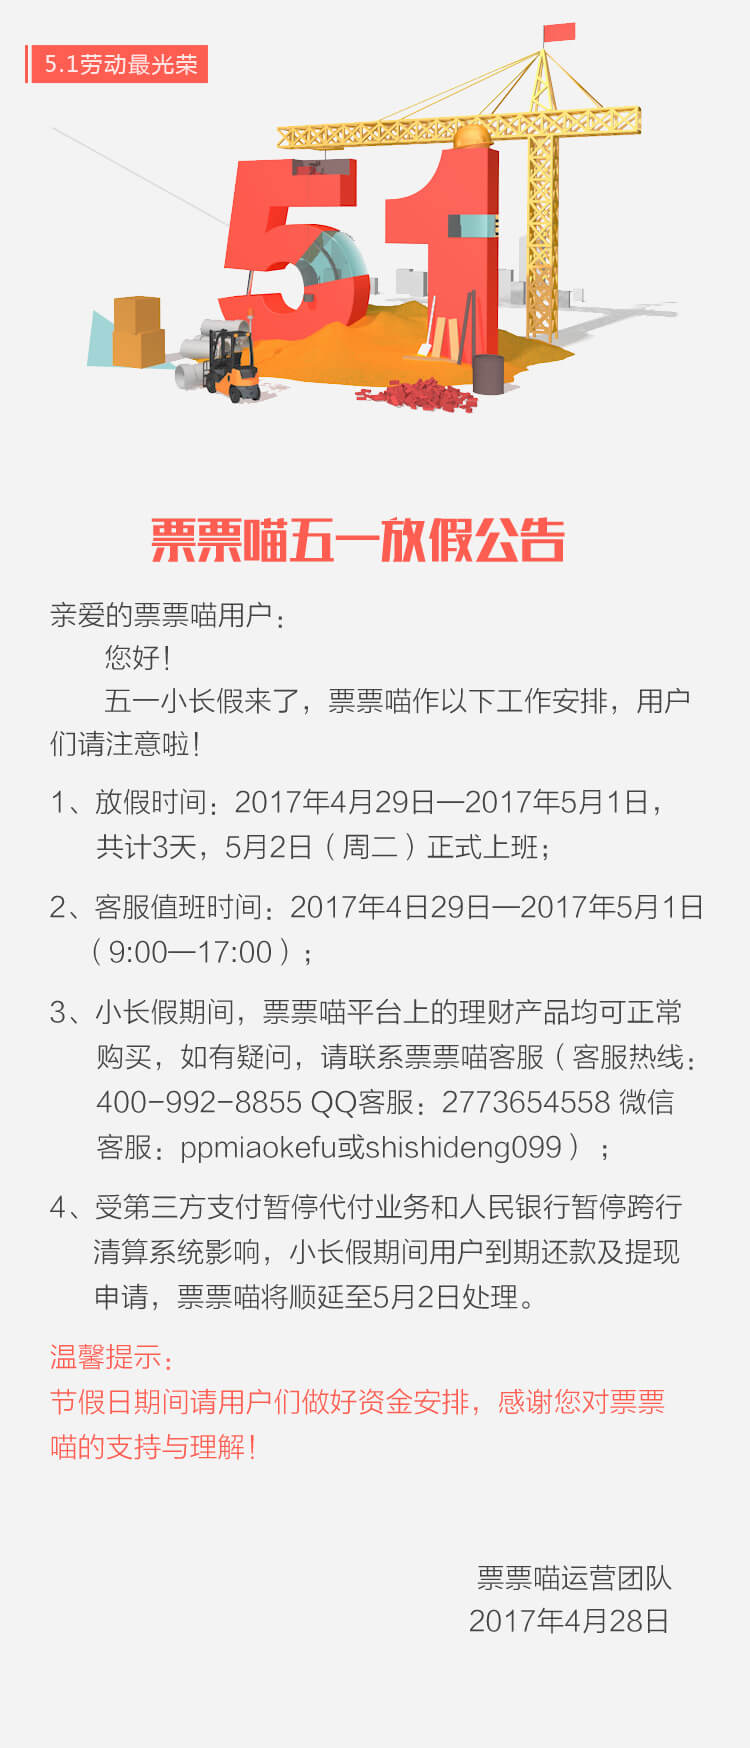 5.1劳动最光荣
票票喵五一放假公告
亲爱的票票喵用户：
您好！
五一小长假来了，票票喵作以下工作安排，用户
们请注意啦！
1、放假时间：2017年4月29日—2017年5月1日，
共计3天，5月2日（周二）正式上班；
2、客服值班时间：2017年4日29日—2017年5月1日
（9:00—17:00）；
3、小长假期间，票票喵平台上的理财产品均可正常
购买，如有疑问，请联系票票喵客服（客服热线：
400-992-8855 QQ客服：2773654558 微信
客服：ppmiaokefu或shishideng099）；
4、受第三方支付暂停代付业务和人民银行暂停跨行
清算系统影响，小长假期间用户到期还款及提现
申请，票票喵将顺延至5月2日处理。
温馨提示：
节假日期间请用户们做好资金安排，感谢您对票票
喵的支持与理解！
票票喵运营团队
2017年4月28日